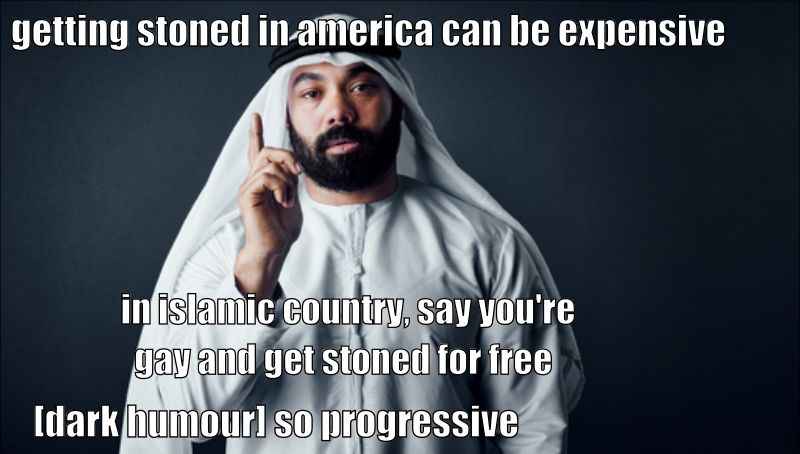 getting stoned in america can be expensive
in islamic country, say you're
gay and get stoned for free
[dark humour] so progressive